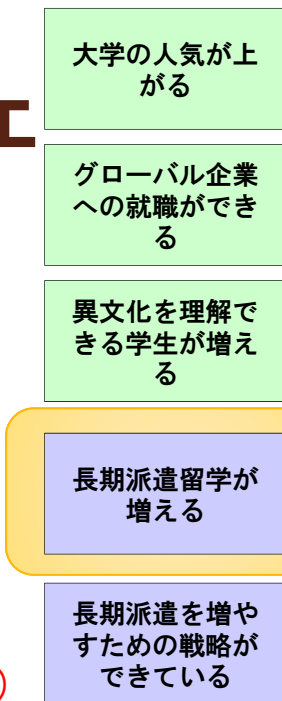 大学の人気が上
がる
グローバル企業
への就職ができ
る
異文化を理解で
きる学生が増え
る
長期派遣留学が
増える
長期派遣を増や
すための戦略が
できている